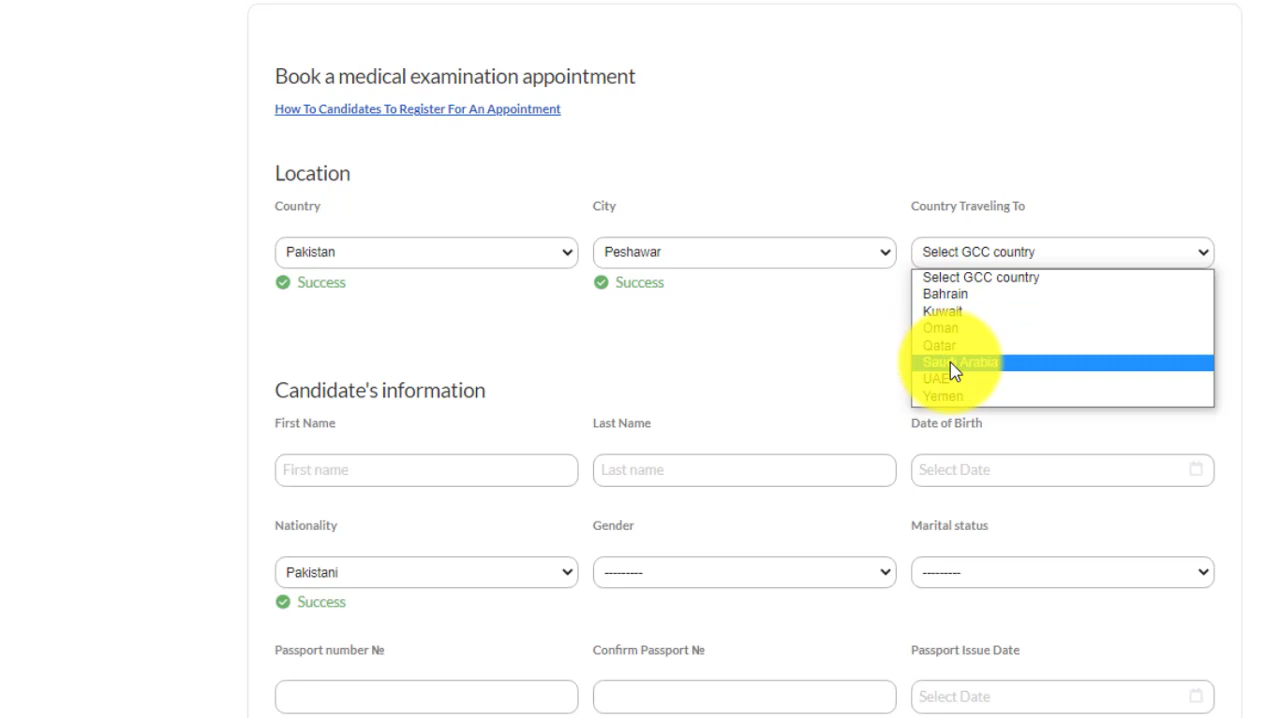 Book a medical examination appointment
How To Candidates To Register For An Appointment
Location
Country
City
Country Traveling To
Pakistan
Peshawar
Select GCC country
Success
Success
Select GCC country
Bahrain
Kuwait
Oman
Qatar
Saudi Arabia
UAE
Yemen
Candidate's information
First Name
Last Name
Date of Birth
First name
Last name
Select Date
Nationality
Gender
Marital status
Pakistani
---------
---------
Success
Passport number №
Confirm Passport №
Passport Issue Date
Select Date